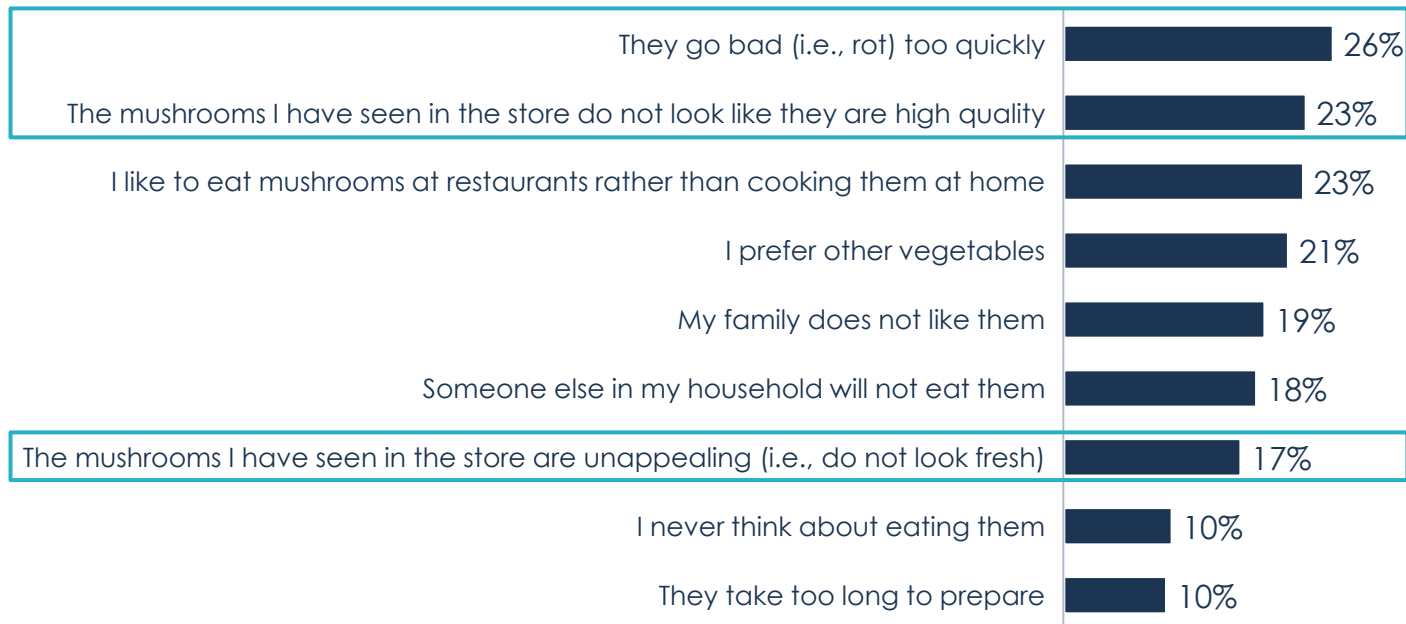 They go bad (i.e., rot) too quickly 26%
The mushrooms I have seen in the store do not look like they are high quality 23%
I like to eat mushrooms at restaurants rather than cooking them at home 23%
I prefer other vegetables 21%
My family does not like them 19%
Someone else in my household will not eat them 18%
The mushrooms I have seen in the store are unappealing (i.e., do not look fresh) 17%
I never think about eating them 10%
They take too long to prepare 10%